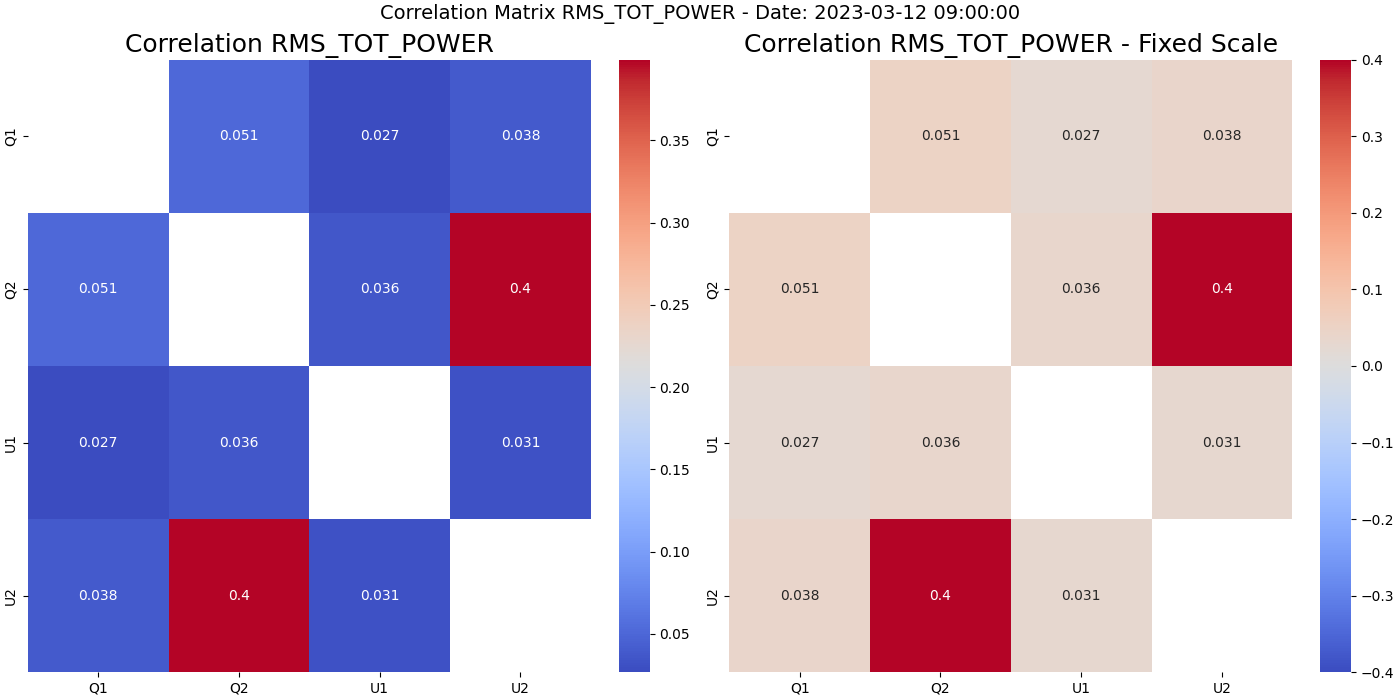 Correlation Matrix RMS_TOT_POWER - Date: 2023-03-12 09:00:00
Correlation RMS_TOT_POWER
Q1
0.051
0.027
0.038
Q2
0.051
0.036
0.4
U1
0.027
0.036
0.031
U2
0.038
0.4
0.031
Q1
Q2
U1
U2
0.35
0.30
0.25
0.20
0.15
0.10
0.05
Correlation RMS_TOT_POWER - Fixed Scale
Q1
0.051
0.027
0.038
Q2
0.051
0.036
0.4
U1
0.027
0.036
0.031
U2
0.038
0.4
0.031
Q1
Q2
U1
U2
0.4
0.3
0.2
0.1
0.0
−0.1
−0.2
−0.3
−0.4